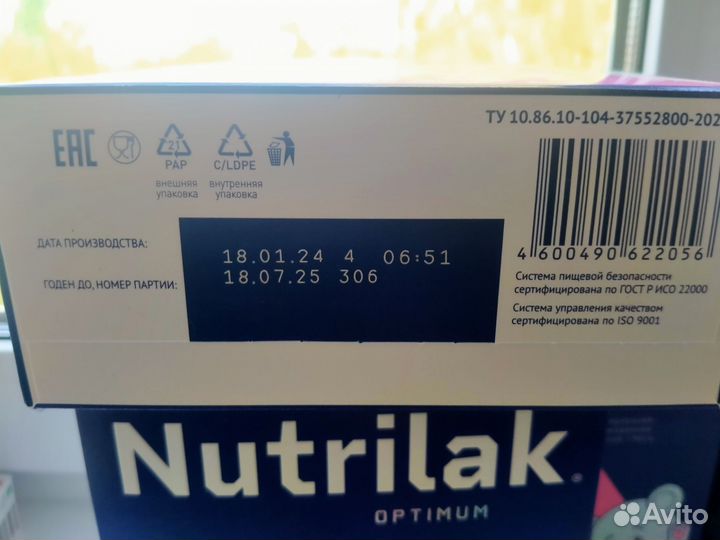 ТУ 10.86.10-104-37552800-202
EAC
21
PAP
C/LDPE
внешняя
упаковка
внутренняя
упаковка
4 600490 622056
ДАТА ПРОИЗВОДСТВА:
18.01.24 4 06:51
ГОДЕН ДО, НОМЕР ПАРТИИ:
18.07.25 306
Система пищевой безопасности
сертифицирована по ГОСТ Р ИСО 22000
Система управления качеством
сертифицирована по ISO 9001
Nutrilak
OPTIMUM
Avito